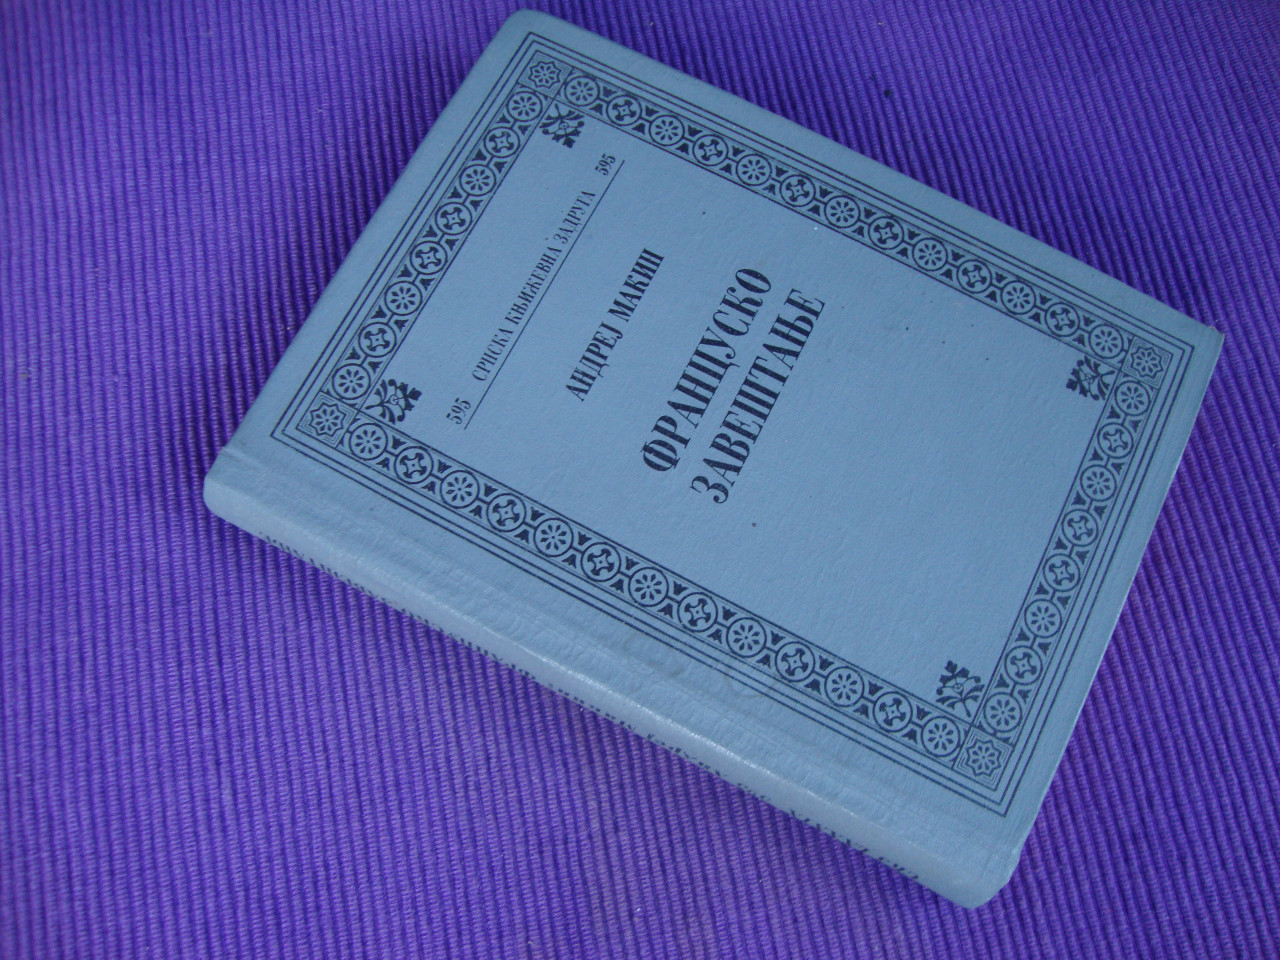 595 СРПСКА КЊИЖЕВНА ЗАДРУГА 595
АНДРЕЈ МАКИН
ФРАНЦУСКО
ЗАВЕШТАЊЕ